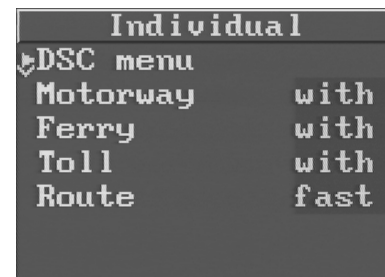 Individual
DSC menu
Motorway with
Ferry with
Toll with
Route fast